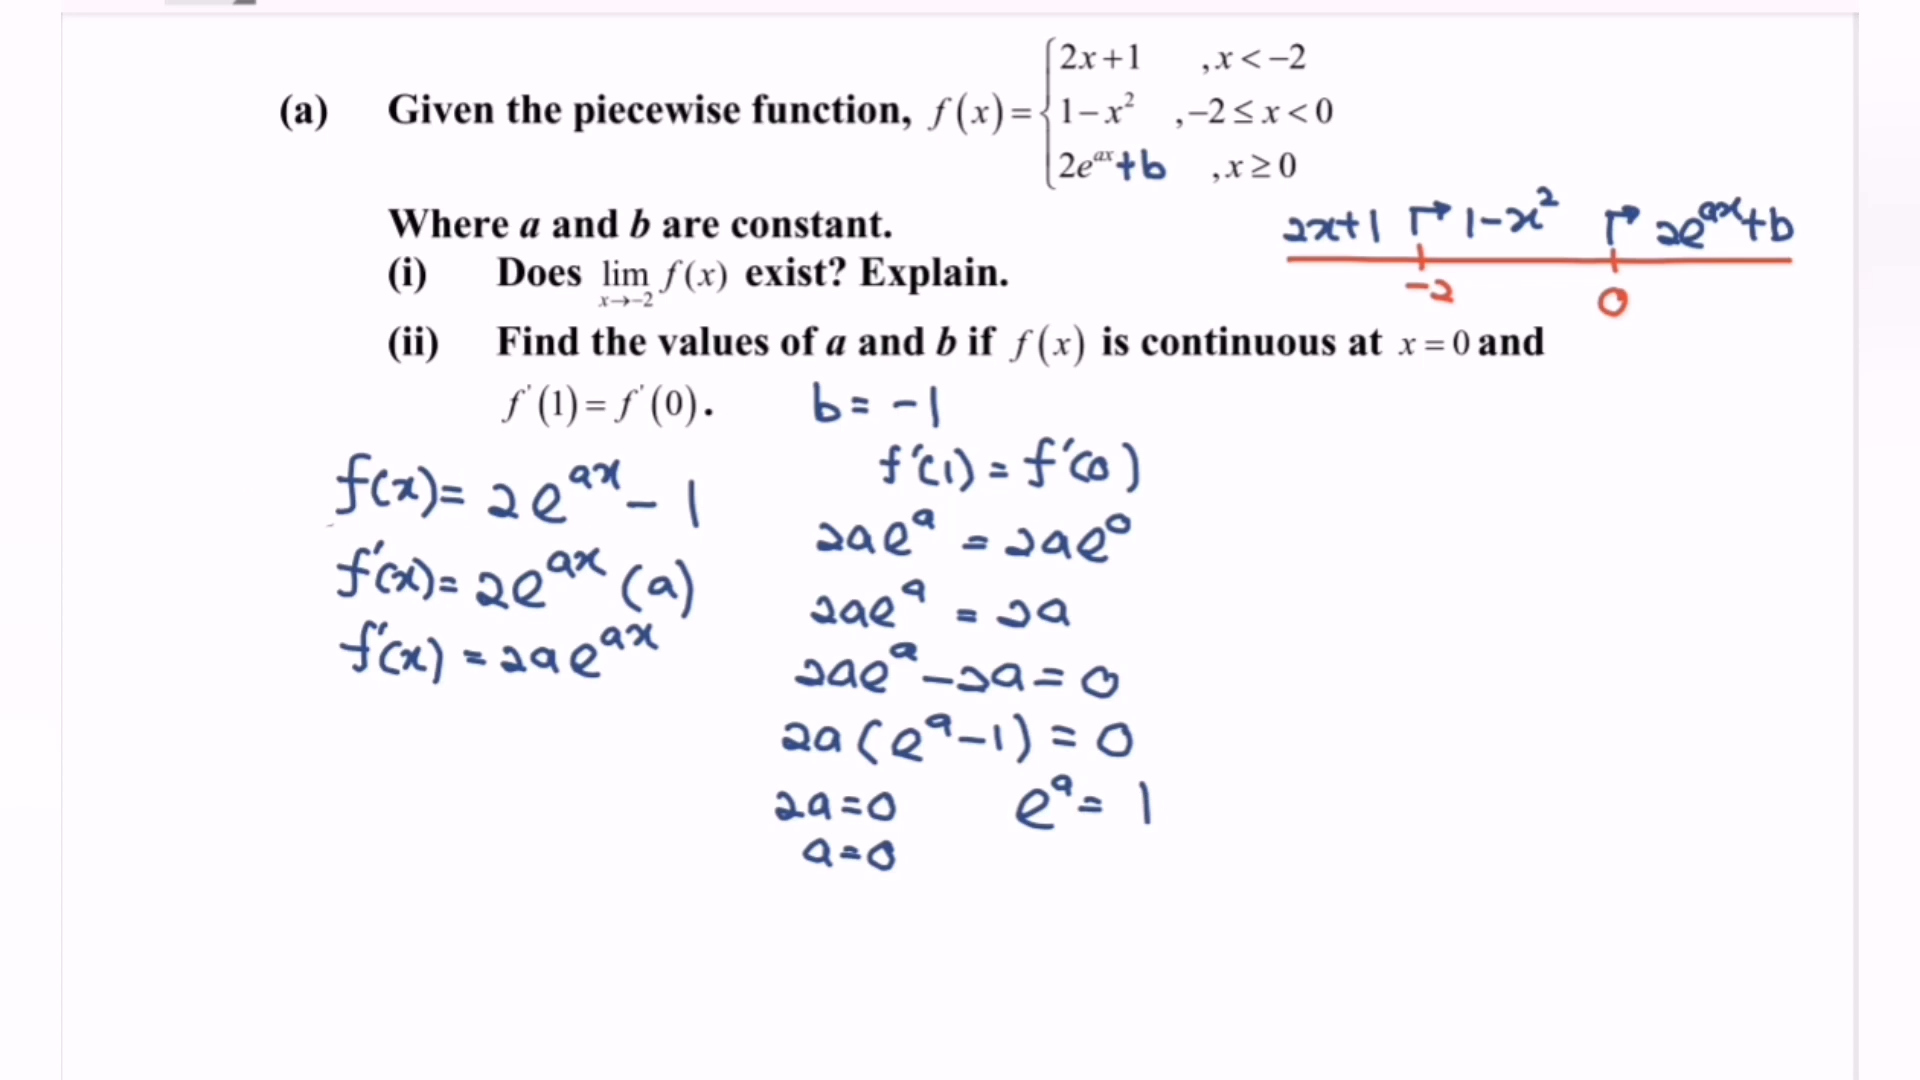 (a) Given the piecewise function, f(x) = { 2x+1 , x < −2
1 − x² , −2 ≤ x < 0
2e^{ax} + b , x ≥ 0
Where a and b are constant.
2x+1 1−x² 2e^{ax}+b
−2 0
(i) Does lim_{x→−2} f(x) exist? Explain.
(ii) Find the values of a and b if f(x) is continuous at x = 0 and
f'(1) = f'(0).
b = −1
f(x) = 2e^{ax} − 1
f'(x) = 2e^{ax} (a)
f'(x) = 2ae^{ax}
f'(1) = f'(0)
2ae^a = 2ae^0
2ae^a = 2a
2ae^a − 2a = 0
2a(e^a − 1) = 0
2a = 0 e^a = 1
a = 0